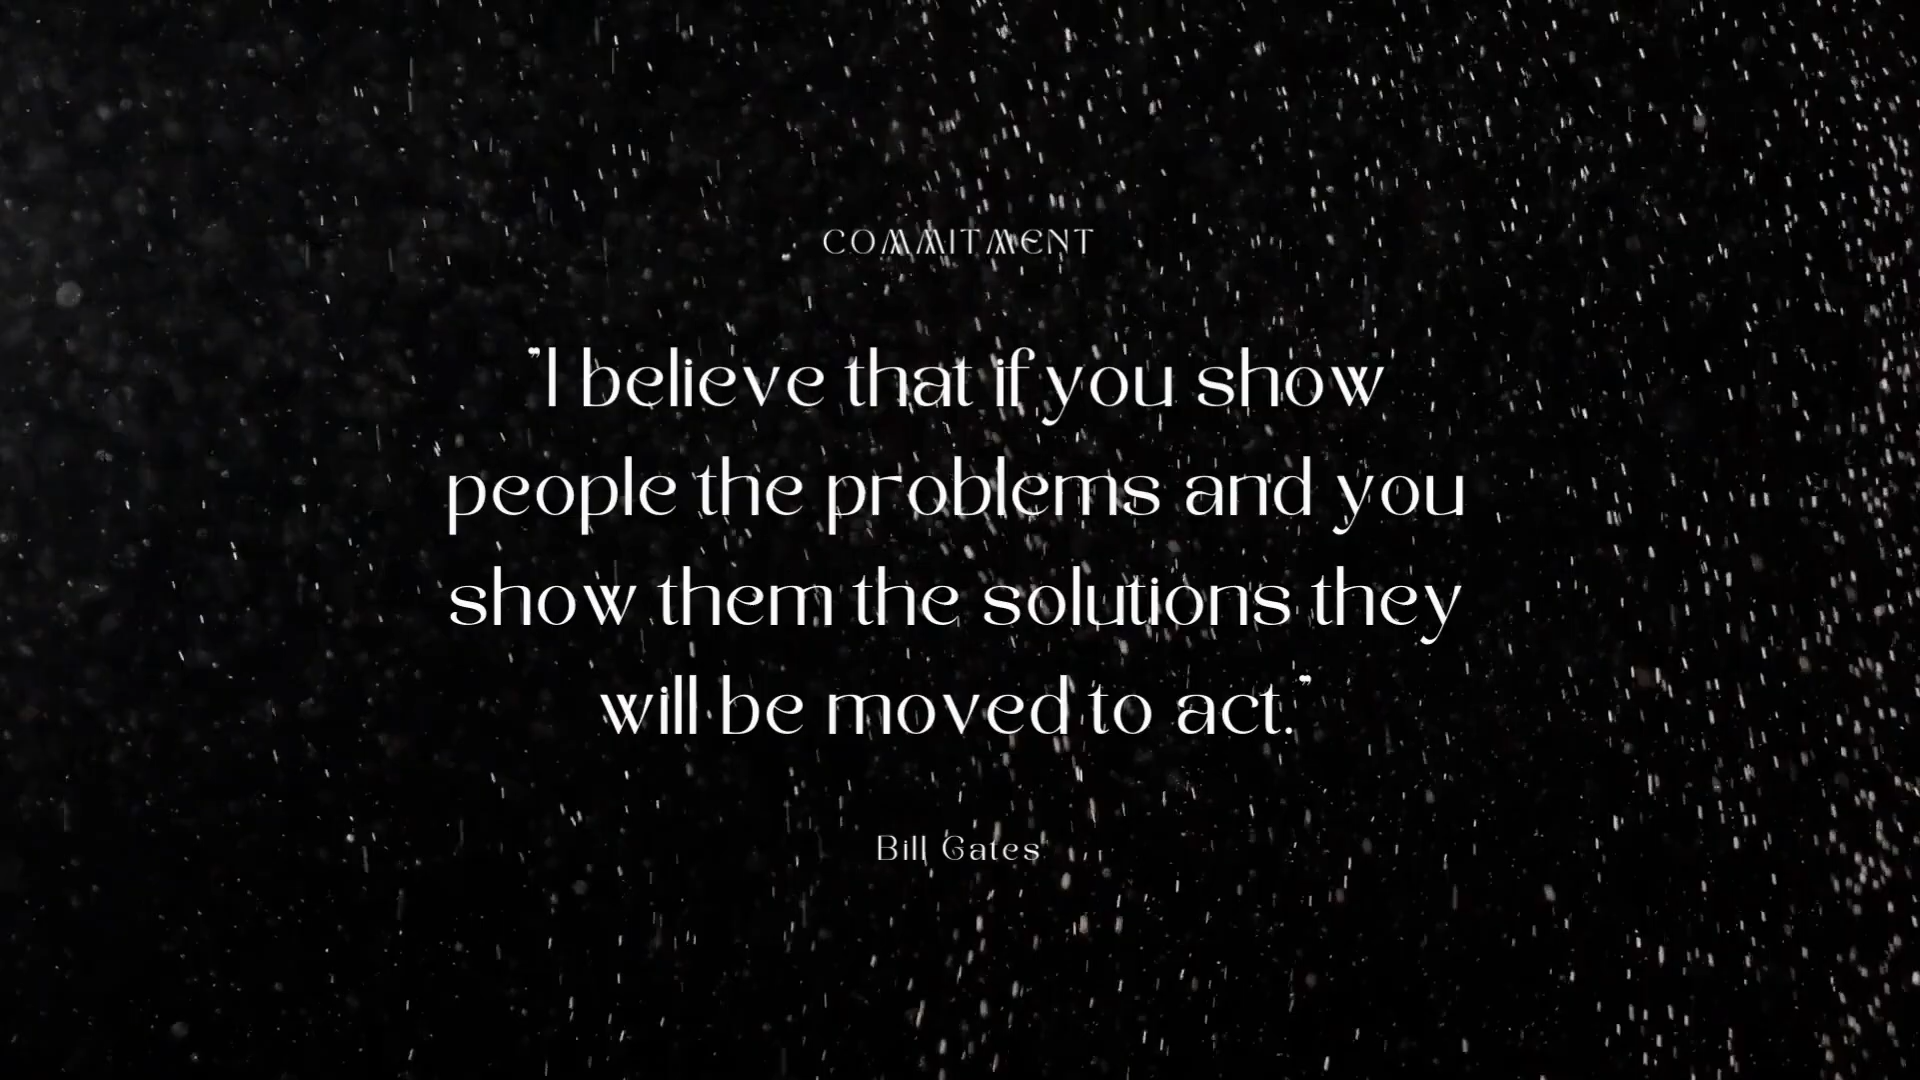 COMMITMENT
"I believe that if you show
people the problems and you
show them the solutions they
will be moved to act."
Bill Gates